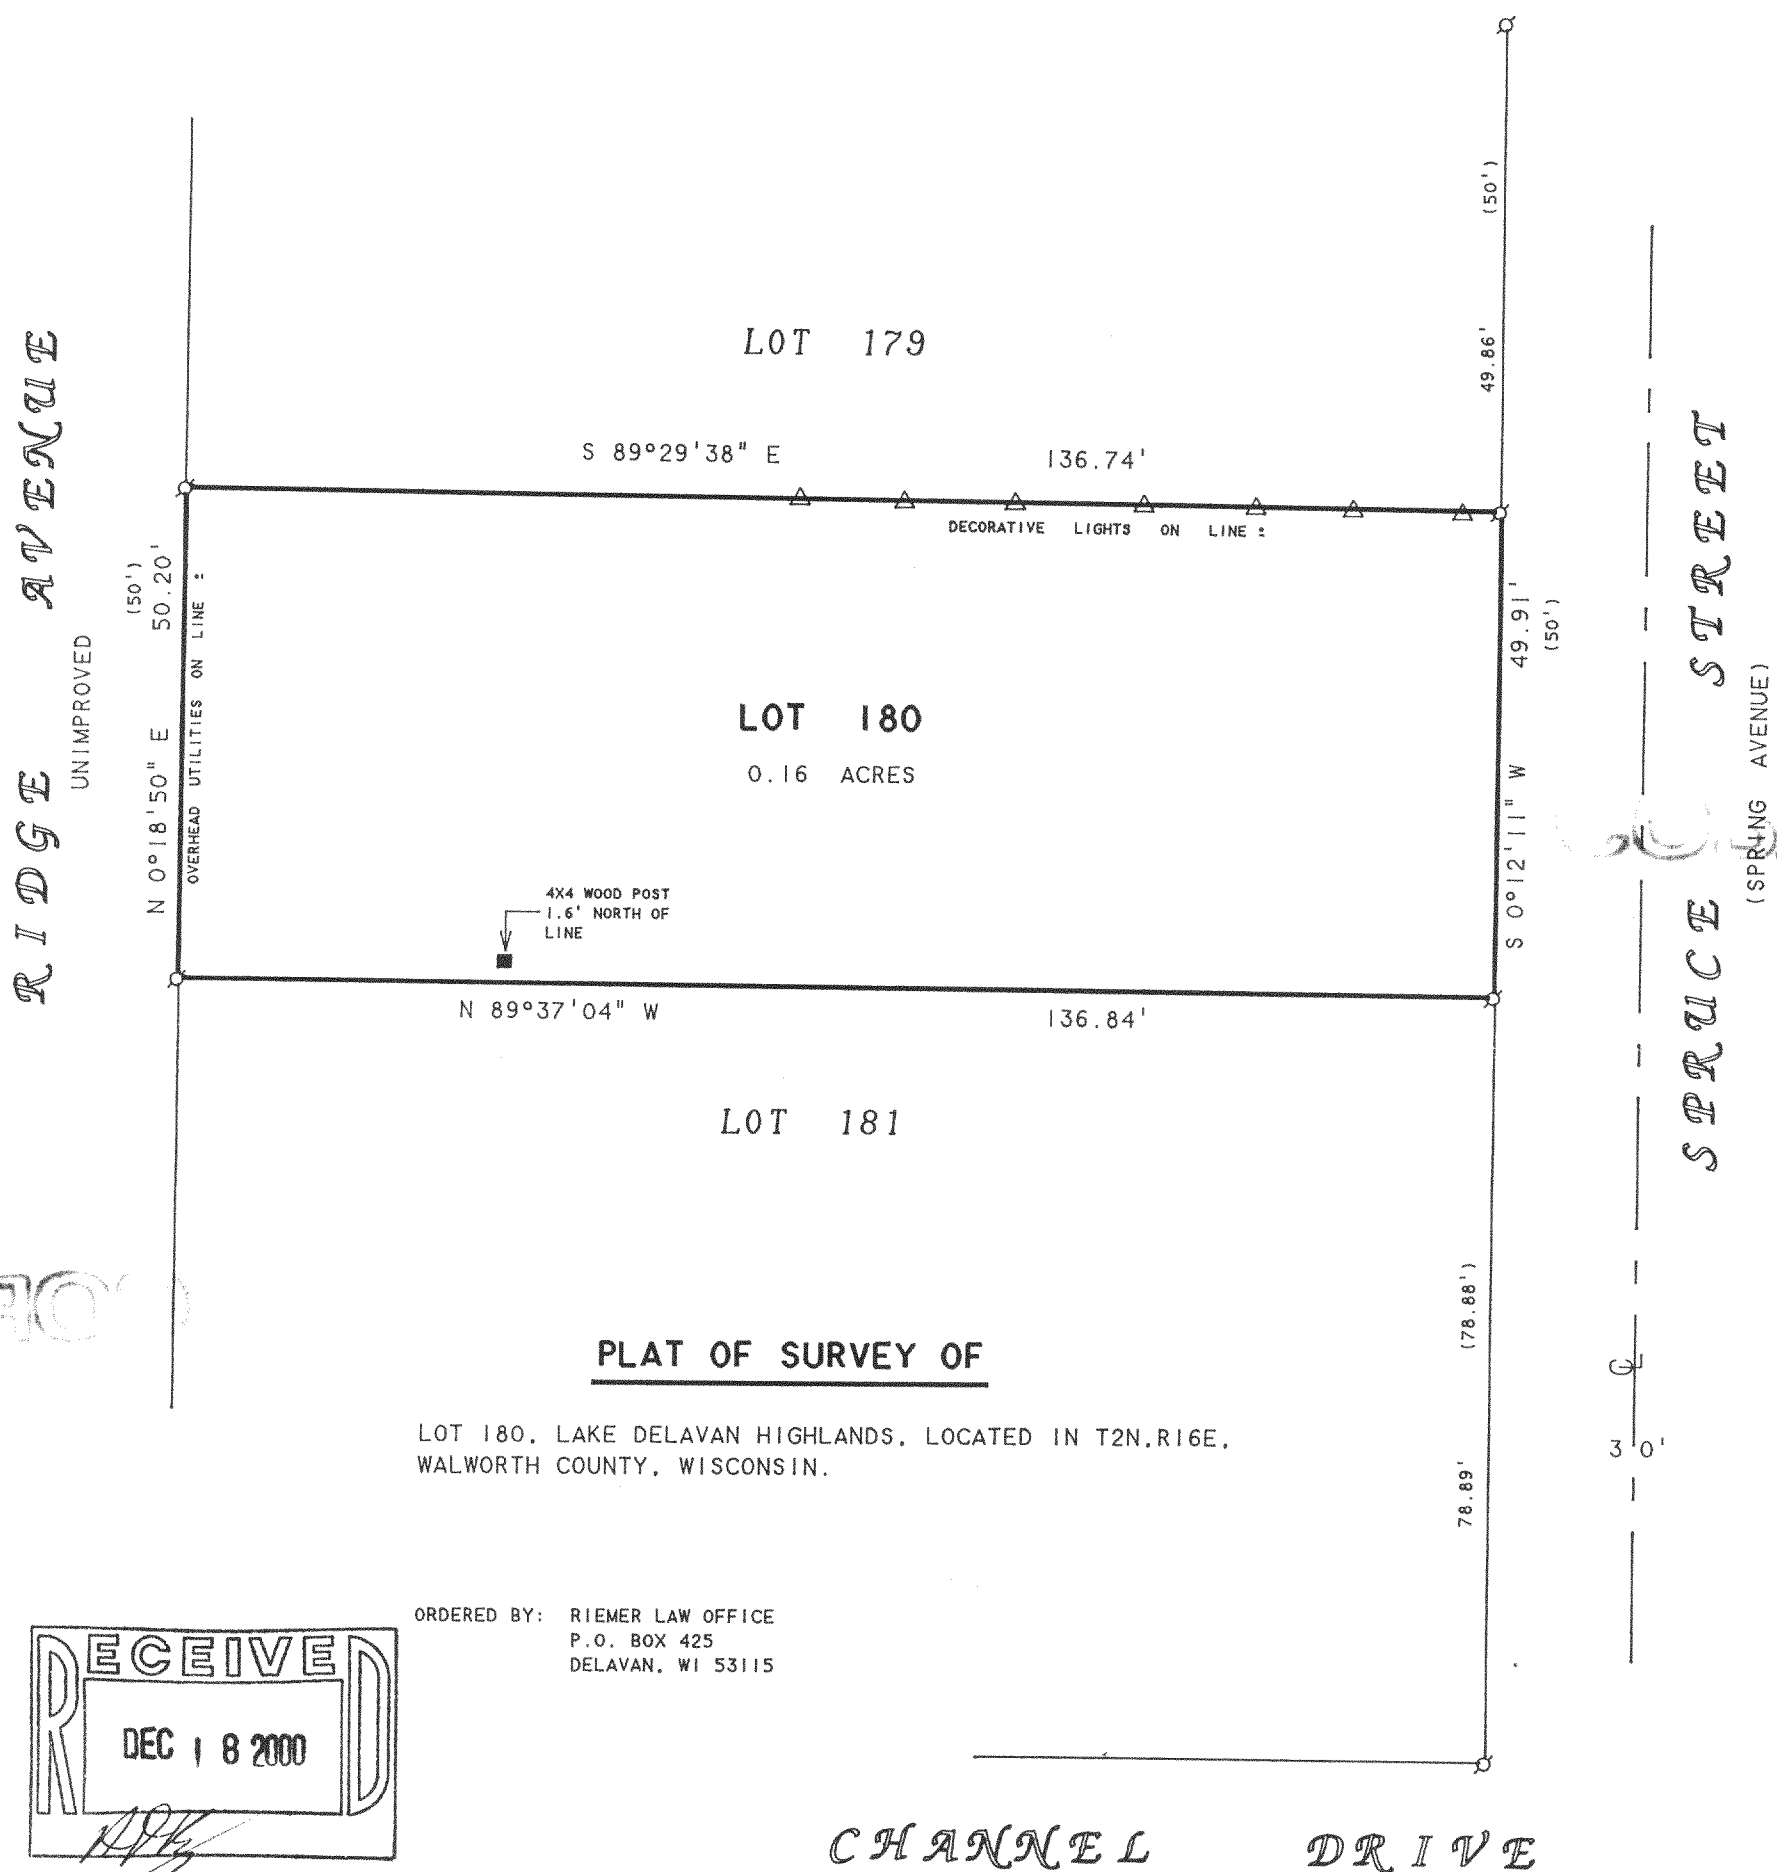 (50')
49.86'
LOT 179
S 89°29'38" E 136.74'
DECORATIVE LIGHTS ON LINE ±
RIDGE AVENUE
UNIMPROVED
N 0°18'50" E 50.20'
(50')
OVERHEAD UTILITIES ON LINE ±
LOT 180
0.16 ACRES
4X4 WOOD POST
1.6' NORTH OF
LINE
S 0°12'11" W 49.91'
(50')
SPRUCE STREET
(SPRING AVENUE)
N 89°37'04" W 136.84'
LOT 181
(78.88')
78.89'
CL
30'
PLAT OF SURVEY OF
LOT 180, LAKE DELAVAN HIGHLANDS, LOCATED IN T2N,R16E,
WALWORTH COUNTY, WISCONSIN.
ORDERED BY: RIEMER LAW OFFICE
P.O. BOX 425
DELAVAN, WI 53115
RECEIVED
DEC 18 2000
CHANNEL DRIVE